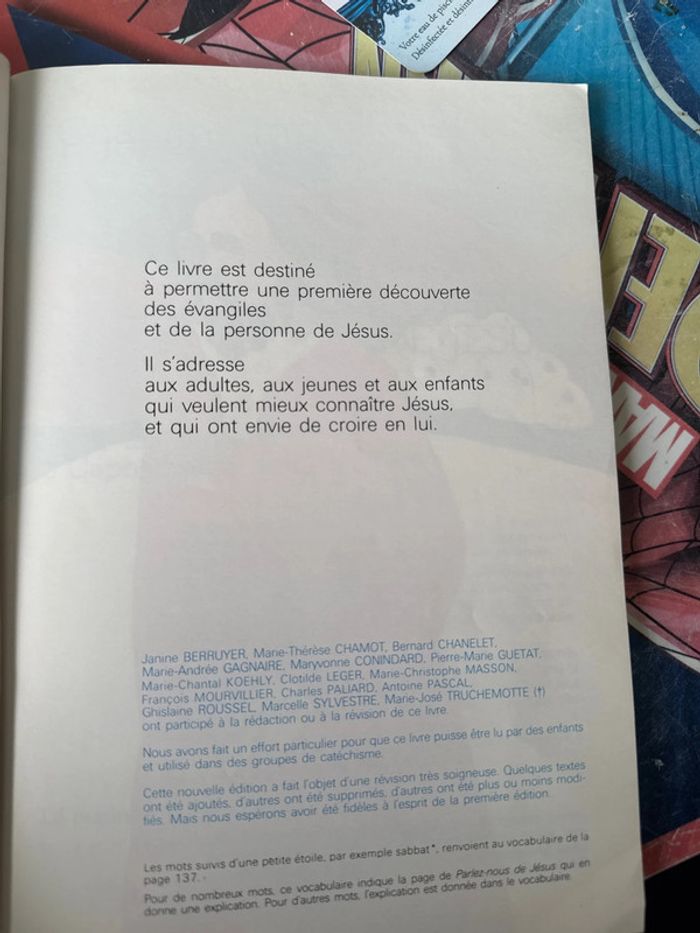 Votre eau de
Désinfectée et
MA
Ce livre est destiné
à permettre une première découverte
des évangiles
et de la personne de Jésus.
Il s'adresse
aux adultes, aux jeunes et aux enfants
qui veulent mieux connaître Jésus,
et qui ont envie de croire en lui.
Janine BERRUYER, Marie-Thérèse CHAMOT, Bernard CHANELET,
Marie-Andrée GAGNAIRE, Maryvonne CONINDARD, Pierre-Marie GUETAT,
Marie-Chantal KOEHLY, Clotilde LEGER, Marie-Christophe MASSON,
François MOURVILLIER, Charles PALIARD, Antoine PASCAL,
Ghislaine ROUSSEL, Marcelle SYLVESTRE, Marie-José TRUCHEMOTTE (†)
ont participé à la rédaction ou à la révision de ce livre.
Nous avons fait un effort particulier pour que ce livre puisse être lu par des enfants
et utilisé dans des groupes de catéchisme.
Cette nouvelle édition a fait l'objet d'une révision très soigneuse. Quelques textes
ont été ajoutés, d'autres ont été supprimés, d'autres ont été plus ou moins modi-
fiés. Mais nous espérons avoir été fidèles à l'esprit de la première édition.
Les mots suivis d'une petite étoile, par exemple sabbat*, renvoient au vocabulaire de la
page 137.
Pour de nombreux mots, ce vocabulaire indique la page de Parlez-nous de Jésus qui en
donne une explication. Pour d'autres mots, l'explication est donnée dans le vocabulaire.